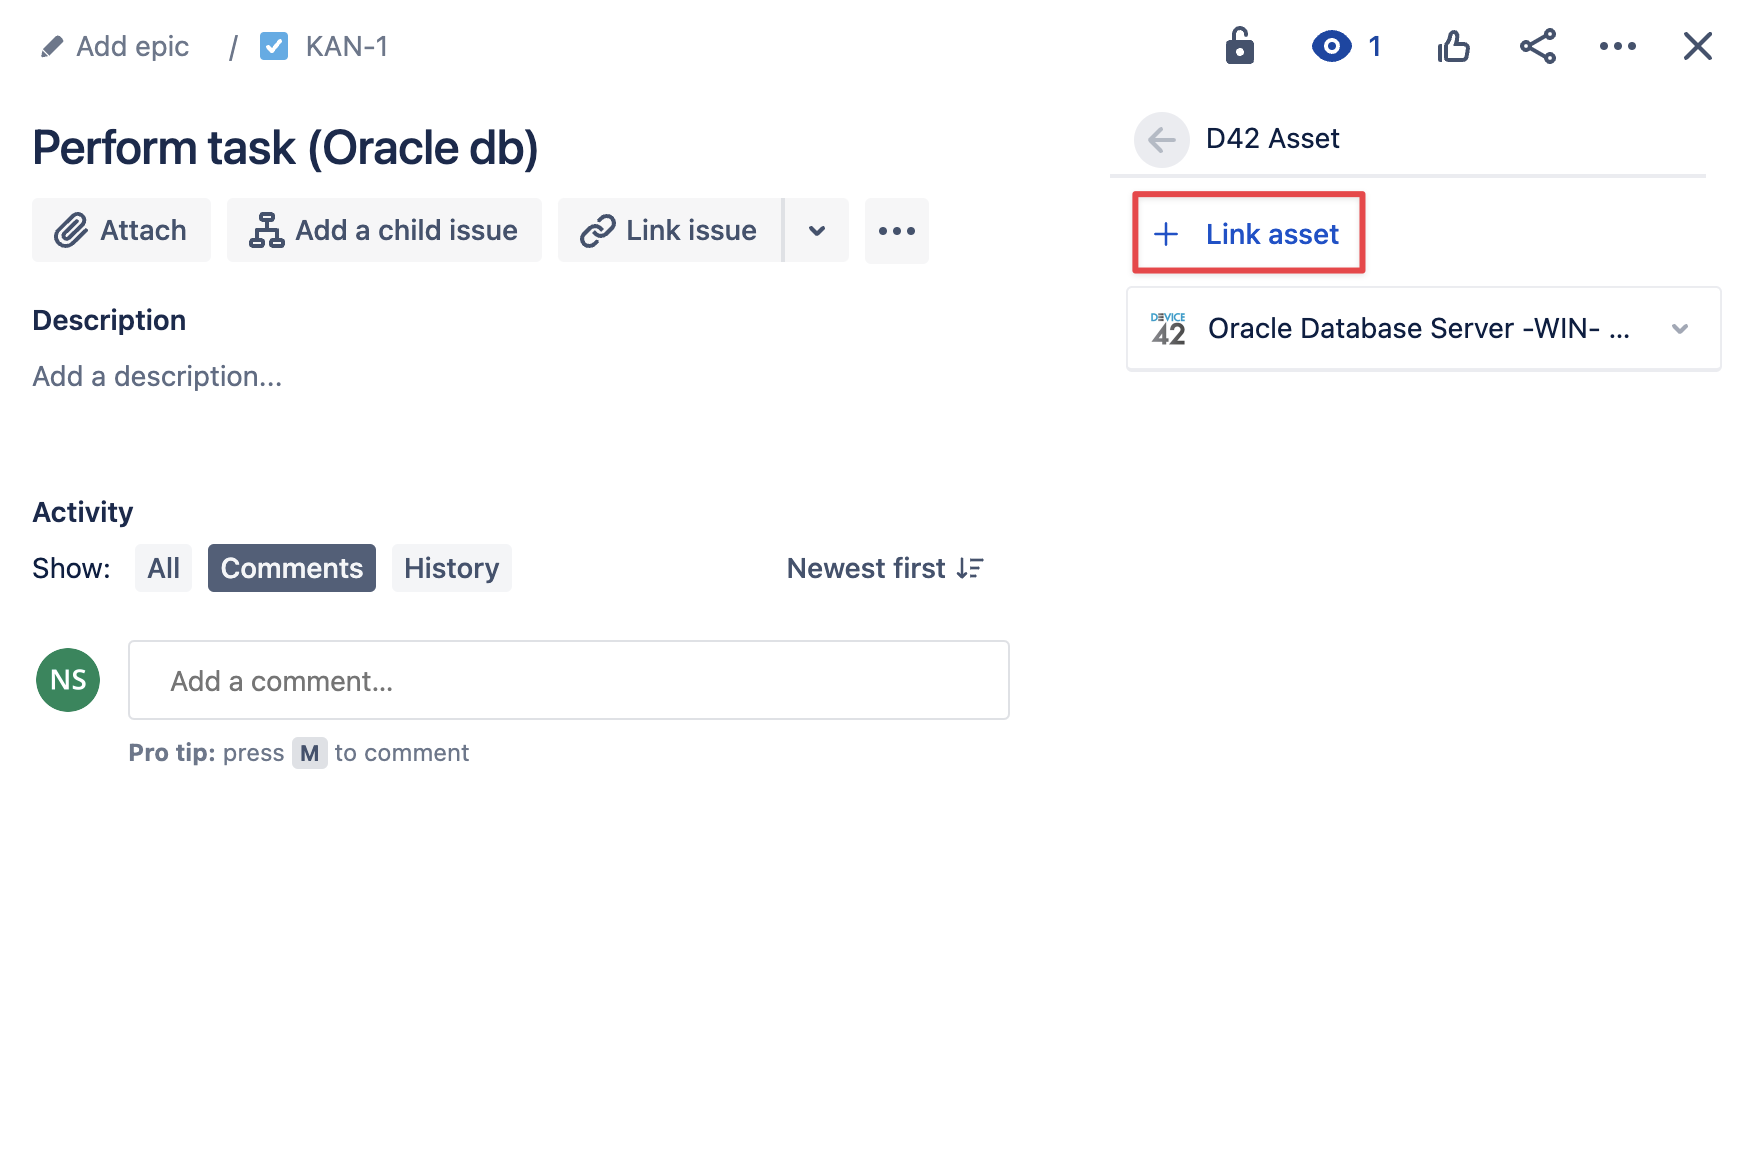 Add epic / KAN-1
1
Perform task (Oracle db)
Attach
Add a child issue
Link issue
Description
Add a description...
Activity
Show:
All
Comments
History
Newest first
NS
Add a comment...
Pro tip: press M to comment
D42 Asset
+ Link asset
DEVICE
42
Oracle Database Server -WIN- ...